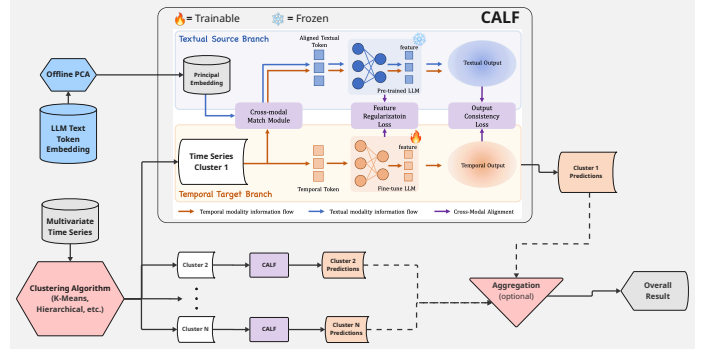 = Trainable
= Frozen
CALF
Textual Source Branch
Aligned Textual
Token
feature
Offline PCA
Principal
Embedding
Textual Output
Pre-trained LLM
LLM Text
Token
Embedding
Cross-modal
Match Module
Feature
Regularizatoin
Loss
Output
Consistency
Loss
Time Series
Cluster 1
feature
Temporal Output
Cluster 1
Predictions
Temporal Token
Fine-tune LLM
Temporal Target Branch
Temporal modality information flow
Textual modality information flow
Cross-Modal Alignment
Multivariate
Time Series
Clustering Algorithm
(K-Means,
Hierarchical, etc.)
Cluster 2
CALF
Cluster 2
Predictions
Aggregration
(optional)
Overall
Result
Cluster N
CALF
Cluster N
Predictions